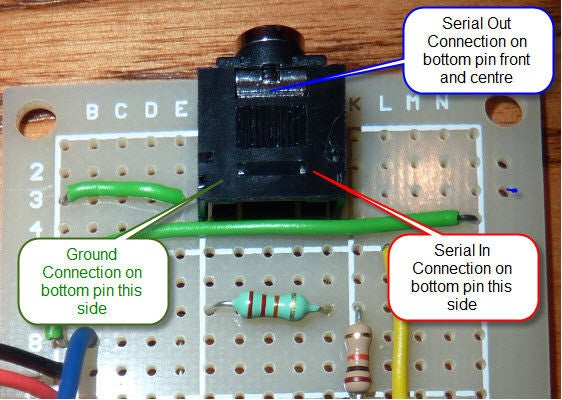 Serial Out
Connection on
bottom pin front
and centre
B C D E
K L M N
2
3
4
Ground
Connection on
bottom pin this
side
Serial In
Connection on
bottom pin this
side
8